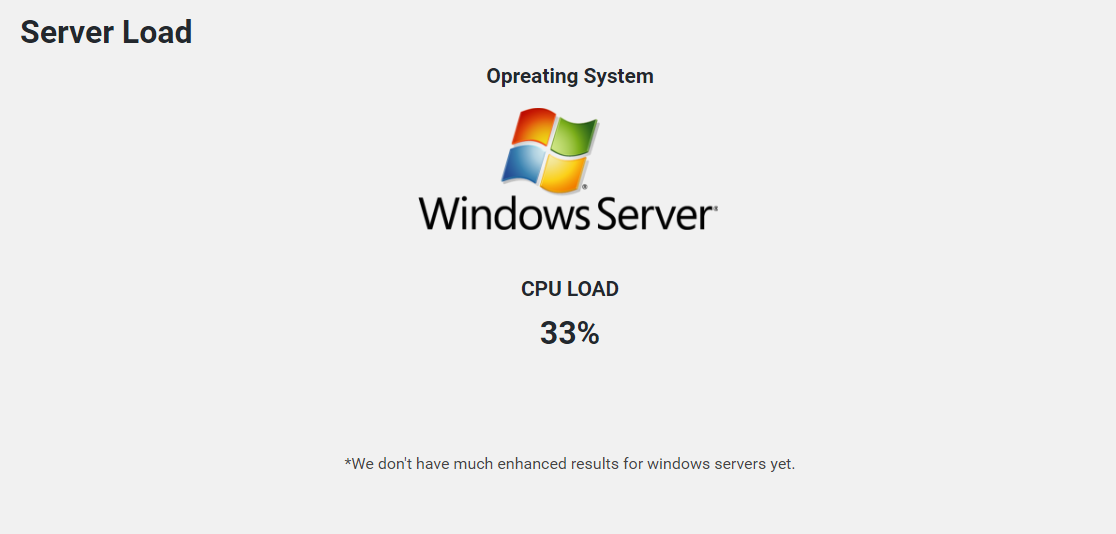 Server Load
Opreating System
Windows Server
CPU LOAD
33%
*We don't have much enhanced results for windows servers yet.